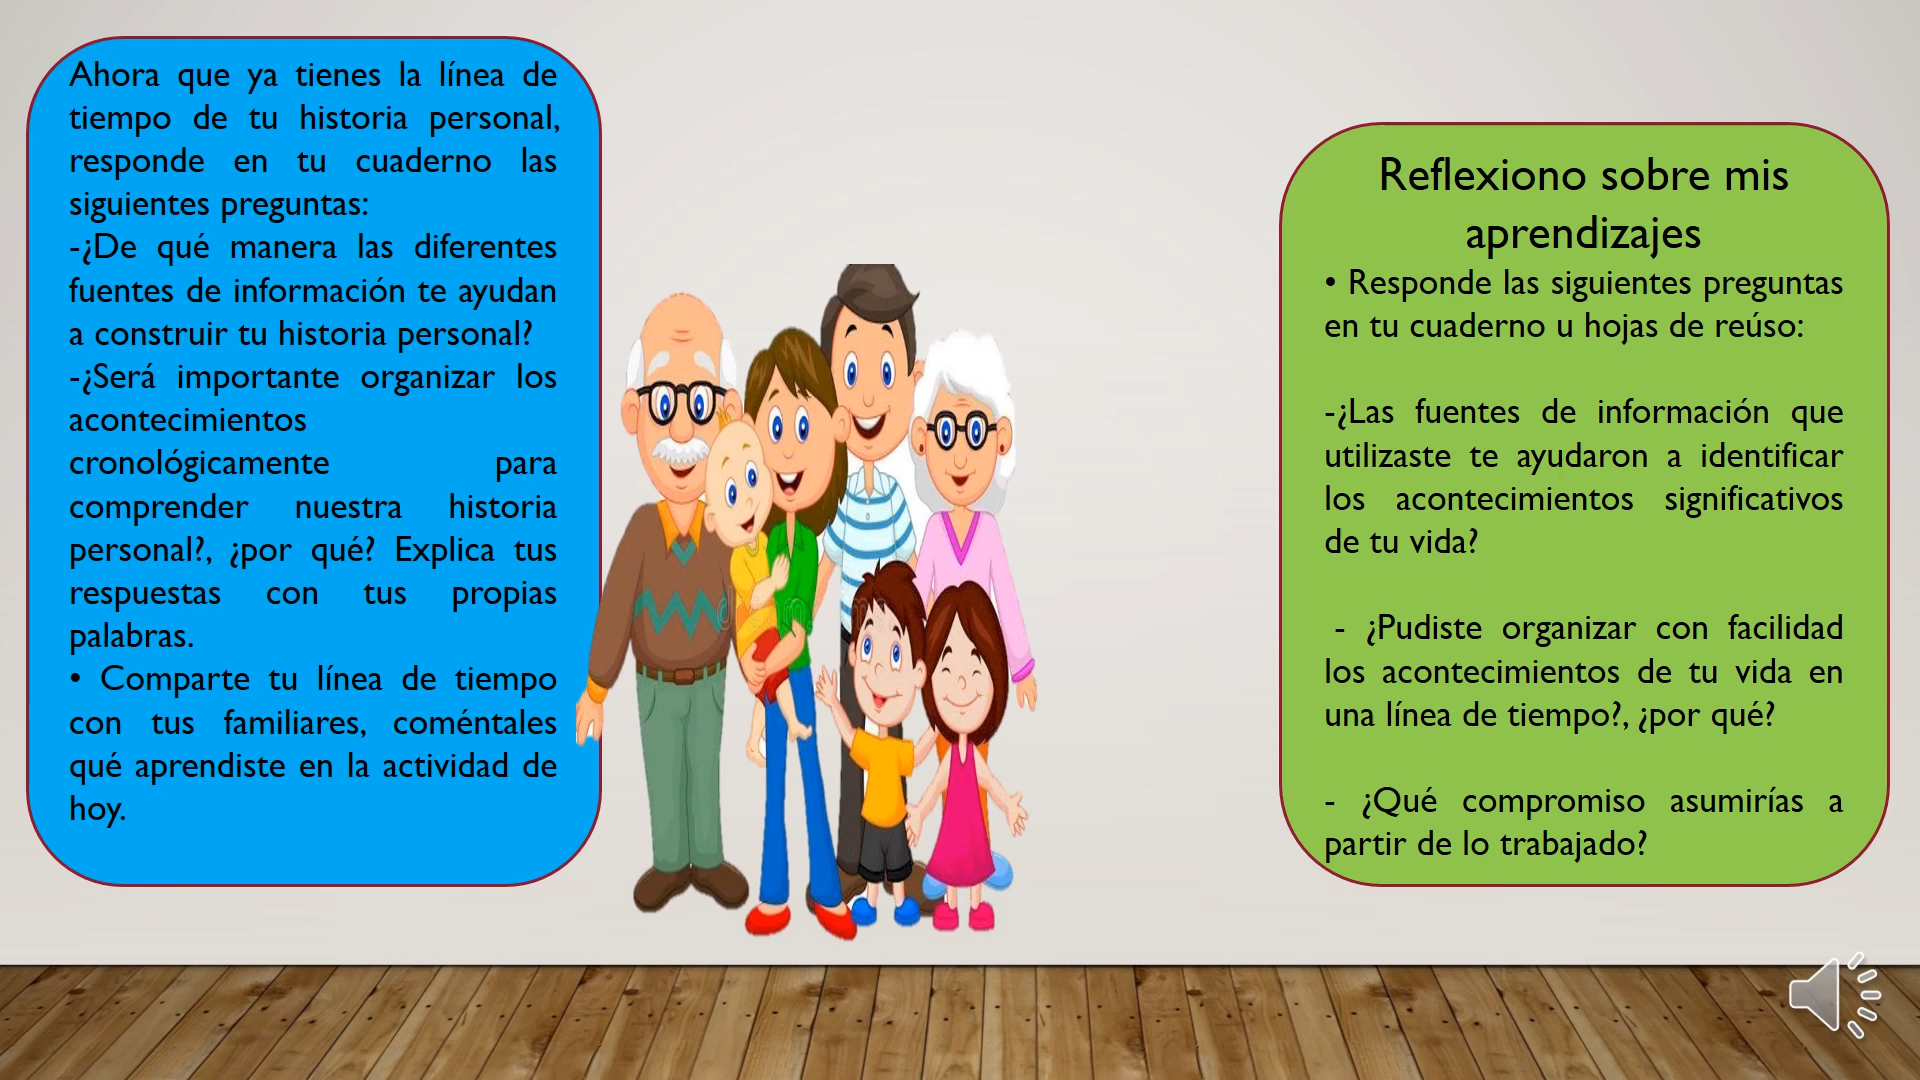 Ahora que ya tienes la línea de
tiempo de tu historia personal,
responde en tu cuaderno las
siguientes preguntas:
-¿De qué manera las diferentes
fuentes de información te ayudan
a construir tu historia personal?
-¿Será importante organizar los
acontecimientos
cronológicamente para
comprender nuestra historia
personal?, ¿por qué? Explica tus
respuestas con tus propias
palabras.
• Comparte tu línea de tiempo
con tus familiares, coméntales
qué aprendiste en la actividad de
hoy.
Reflexiono sobre mis
aprendizajes
• Responde las siguientes preguntas
en tu cuaderno u hojas de reúso:
-¿Las fuentes de información que
utilizaste te ayudaron a identificar
los acontecimientos significativos
de tu vida?
- ¿Pudiste organizar con facilidad
los acontecimientos de tu vida en
una línea de tiempo?, ¿por qué?
- ¿Qué compromiso asumirías a
partir de lo trabajado?